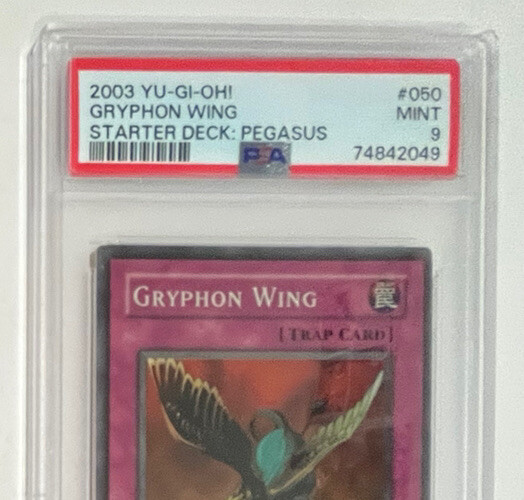 2003 YU-GI-OH! #050
GRYPHON WING MINT
STARTER DECK: PEGASUS 9
PSA 74842049
GRYPHON WING 罠
[TRAP CARD]